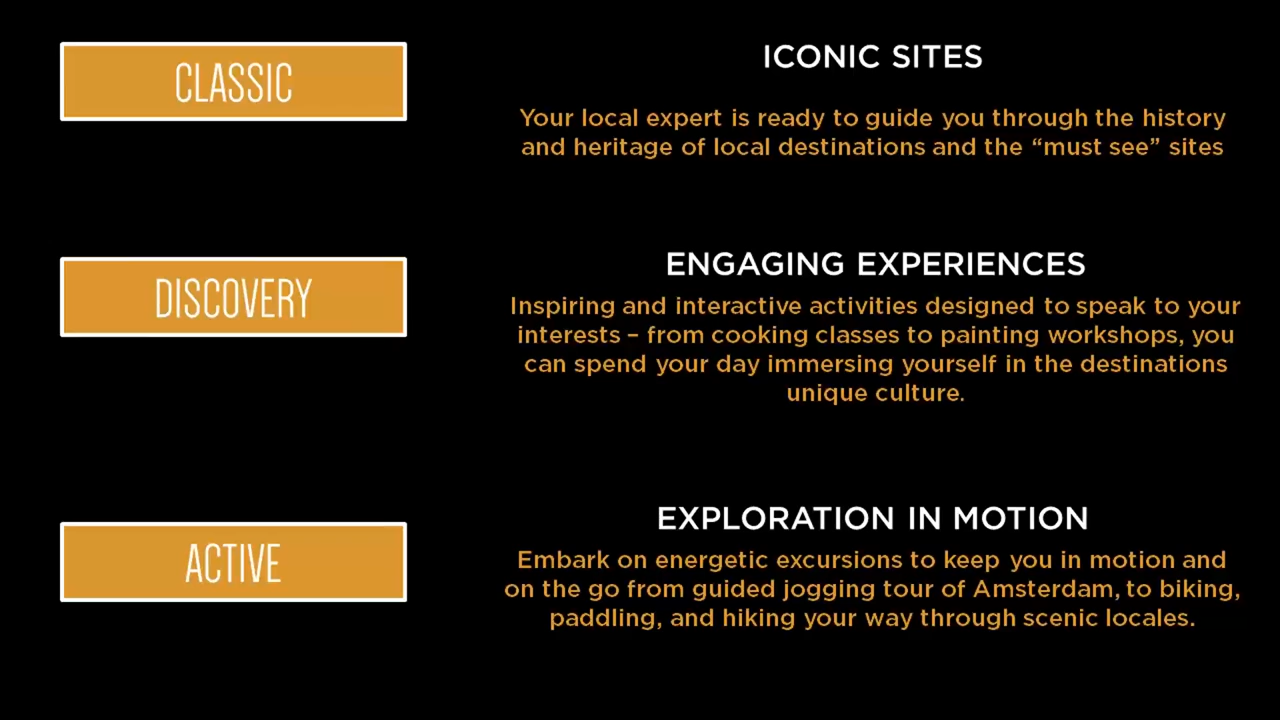 CLASSIC
ICONIC SITES
Your local expert is ready to guide you through the history
and heritage of local destinations and the “must see” sites
DISCOVERY
ENGAGING EXPERIENCES
Inspiring and interactive activities designed to speak to your
interests – from cooking classes to painting workshops, you
can spend your day immersing yourself in the destinations
unique culture.
ACTIVE
EXPLORATION IN MOTION
Embark on energetic excursions to keep you in motion and
on the go from guided jogging tour of Amsterdam, to biking,
paddling, and hiking your way through scenic locales.